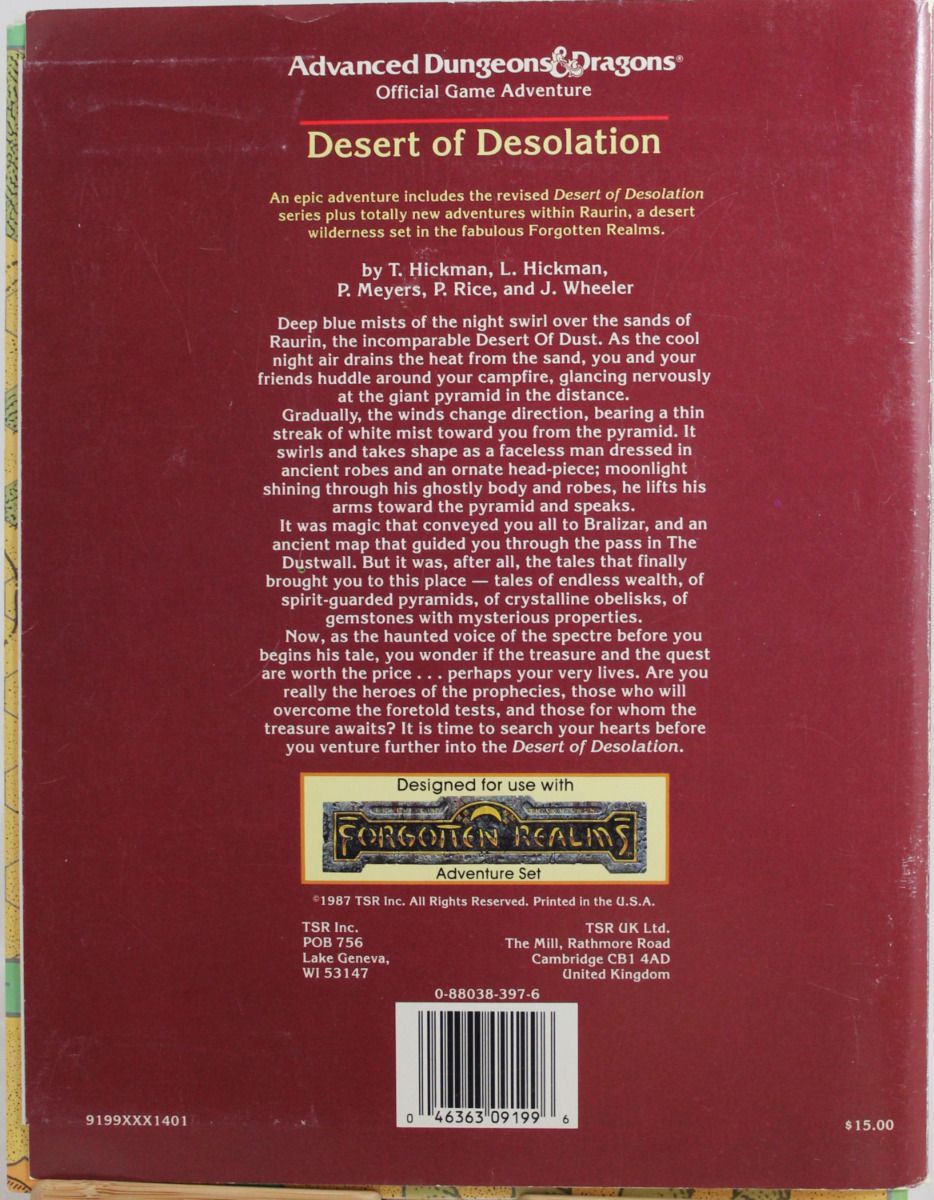 Advanced Dungeons & Dragons®
Official Game Adventure
Desert of Desolation
An epic adventure includes the revised Desert of Desolation
series plus totally new adventures within Raurin, a desert
wilderness set in the fabulous Forgotten Realms.
by T. Hickman, L. Hickman,
P. Meyers, P. Rice, and J. Wheeler
Deep blue mists of the night swirl over the sands of
Raurin, the incomparable Desert Of Dust. As the cool
night air drains the heat from the sand, you and your
friends huddle around your campfire, glancing nervously
at the giant pyramid in the distance.
Gradually, the winds change direction, bearing a thin
streak of white mist toward you from the pyramid. It
swirls and takes shape as a faceless man dressed in
ancient robes and an ornate head-piece; moonlight
shining through his ghostly body and robes, he lifts his
arms toward the pyramid and speaks.
It was magic that conveyed you all to Bralizar, and an
ancient map that guided you through the pass in The
Dustwall. But it was, after all, the tales that finally
brought you to this place — tales of endless wealth, of
spirit-guarded pyramids, of crystalline obelisks, of
gemstones with mysterious properties.
Now, as the haunted voice of the spectre before you
begins his tale, you wonder if the treasure and the quest
are worth the price . . . perhaps your very lives. Are you
really the heroes of the prophecies, those who will
overcome the foretold tests, and those for whom the
treasure awaits? It is time to search your hearts before
you venture further into the Desert of Desolation.
Designed for use with
FORGOTTEN REALMS
Adventure Set
©1987 TSR Inc. All Rights Reserved. Printed in the U.S.A.
TSR Inc.
POB 756
Lake Geneva,
WI 53147
TSR UK Ltd.
The Mill, Rathmore Road
Cambridge CB1 4AD
United Kingdom
0-88038-397-6
0 46363 09199 6
9199XXX1401
$15.00